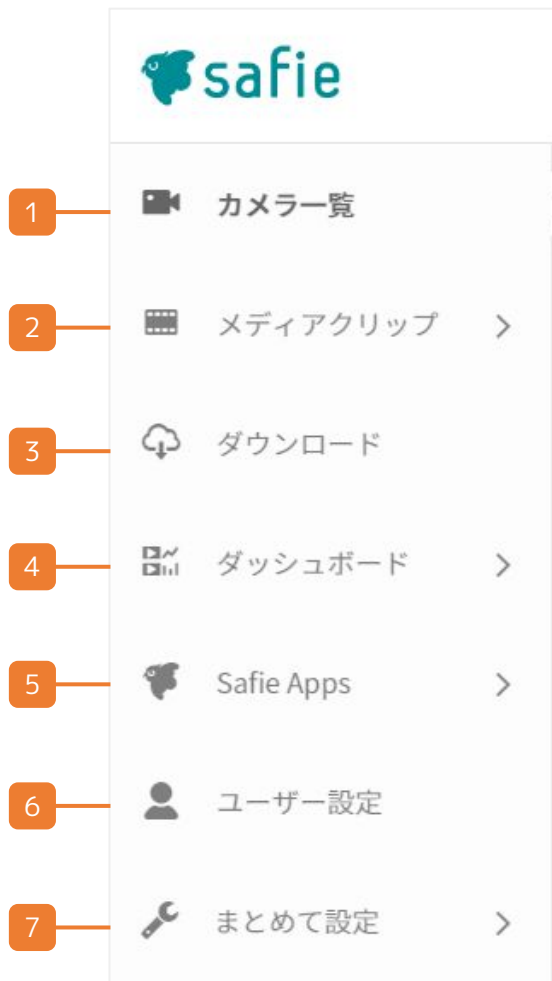 safie
1 カメラ一覧
2 メディアクリップ
3 ダウンロード
4 ダッシュボード
5 Safie Apps
6 ユーザー設定
7 まとめて設定